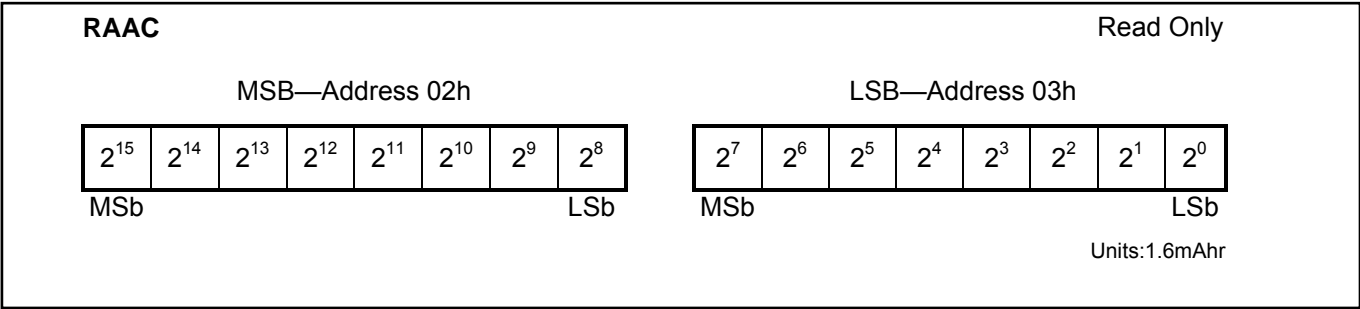 RAAC Read Only
MSB—Address 02h LSB—Address 03h
2^15 2^14 2^13 2^12 2^11 2^10 2^9 2^8 2^7 2^6 2^5 2^4 2^3 2^2 2^1 2^0
MSb LSb MSb LSb
Units:1.6mAhr